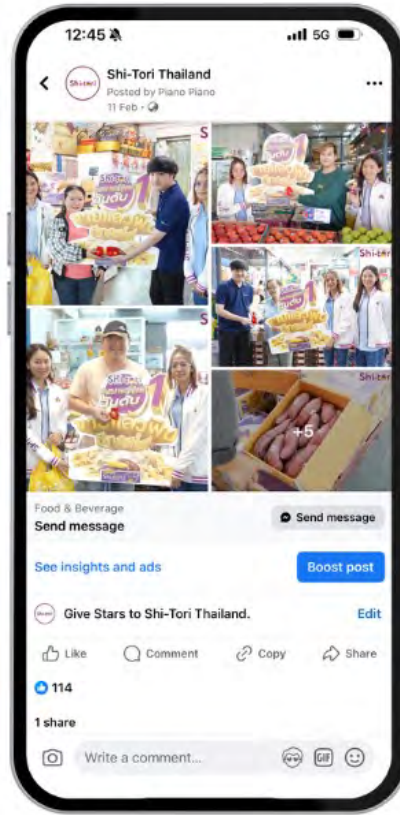 12:45
5G
Shi-Tori Thailand
Posted by Piano Piano
11 Feb
Shi-tori
+5
Food & Beverage
Send message
Send message
See insights and ads
Boost post
Give Stars to Shi-Tori Thailand.
Edit
Like
Comment
Copy
Share
114
1 share
Write a comment...
GIF